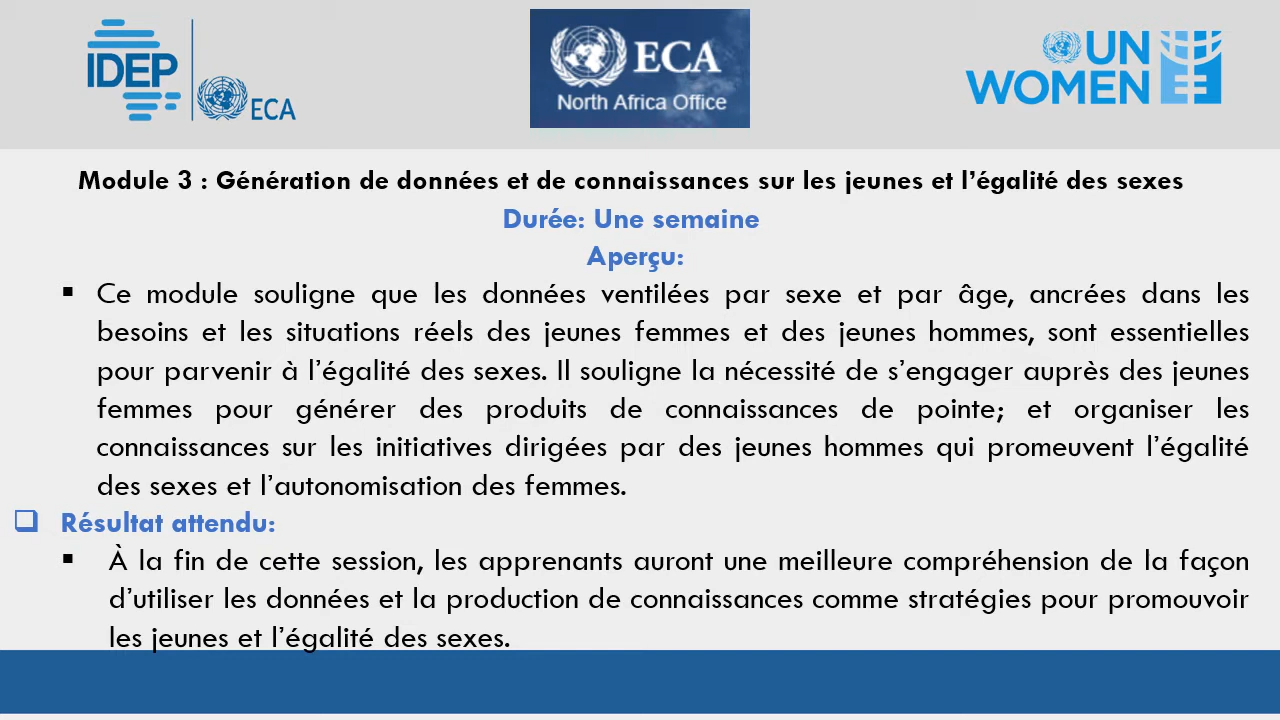 IDEP
ECA
ECA
North Africa Office
UN
WOMEN
Module 3 : Génération de données et de connaissances sur les jeunes et l’égalité des sexes
Durée: Une semaine
Aperçu:
Ce module souligne que les données ventilées par sexe et par âge, ancrées dans les
besoins et les situations réels des jeunes femmes et des jeunes hommes, sont essentielles
pour parvenir à l’égalité des sexes. Il souligne la nécessité de s’engager auprès des jeunes
femmes pour générer des produits de connaissances de pointe; et organiser les
connaissances sur les initiatives dirigées par des jeunes hommes qui promeuvent l’égalité
des sexes et l’autonomisation des femmes.
Résultat attendu:
À la fin de cette session, les apprenants auront une meilleure compréhension de la façon
d’utiliser les données et la production de connaissances comme stratégies pour promouvoir
les jeunes et l’égalité des sexes.